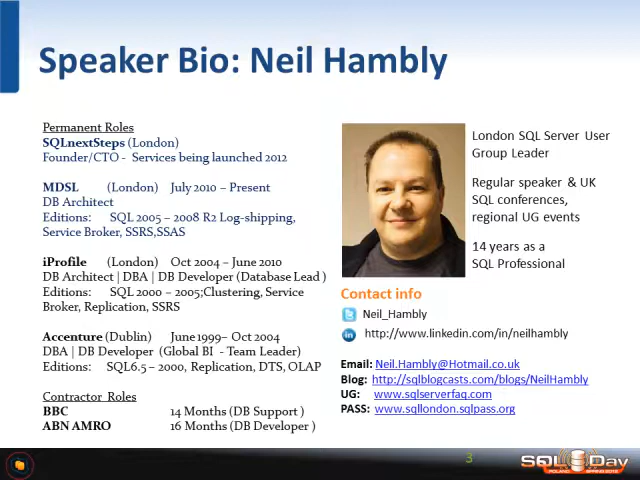 Speaker Bio: Neil Hambly
Permanent Roles
SQLnextSteps (London)
Founder/CTO - Services being launched 2012
MDSL (London) July 2010 – Present
DB Architect
Editions: SQL 2005 – 2008 R2 Log-shipping,
Service Broker, SSRS,SSAS
iProfile (London) Oct 2004 – June 2010
DB Architect | DBA | DB Developer (Database Lead )
Editions: SQL 2000 – 2005;Clustering, Service
Broker, Replication, SSRS
Accenture (Dublin) June 1999– Oct 2004
DBA | DB Developer (Global BI - Team Leader)
Editions: SQL6.5 – 2000, Replication, DTS, OLAP
Contractor Roles
BBC 14 Months (DB Support )
ABN AMRO 16 Months (DB Developer )
London SQL Server User
Group Leader
Regular speaker & UK
SQL conferences,
regional UG events
14 years as a
SQL Professional
Contact info
Neil_Hambly
in http://www.linkedin.com/in/neilhambly
Email: Neil.Hambly@Hotmail.co.uk
Blog: http://sqlblogcasts.com/blogs/NeilHambly
UG: www.sqlserverfaq.com
PASS: www.sqllondon.sqlpass.org
3
SQL Day
POLAND SPRING 2012